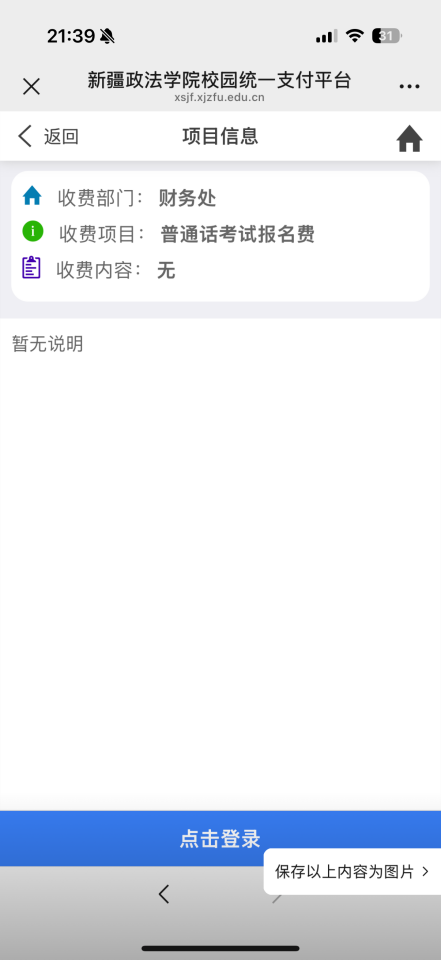 21:39
31
新疆政法学院校园统一支付平台
xsjf.xjzfu.edu.cn
返回
项目信息
收费部门： 财务处
收费项目： 普通话考试报名费
收费内容： 无
暂无说明
点击登录
保存以上内容为图片